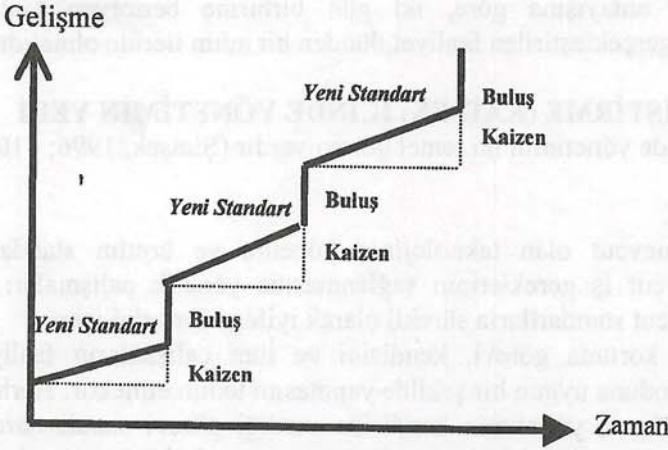 Gelişme
Yeni Standart Buluş
Kaizen
Yeni Standart Buluş
Kaizen
Yeni Standart Buluş
Kaizen
Zaman